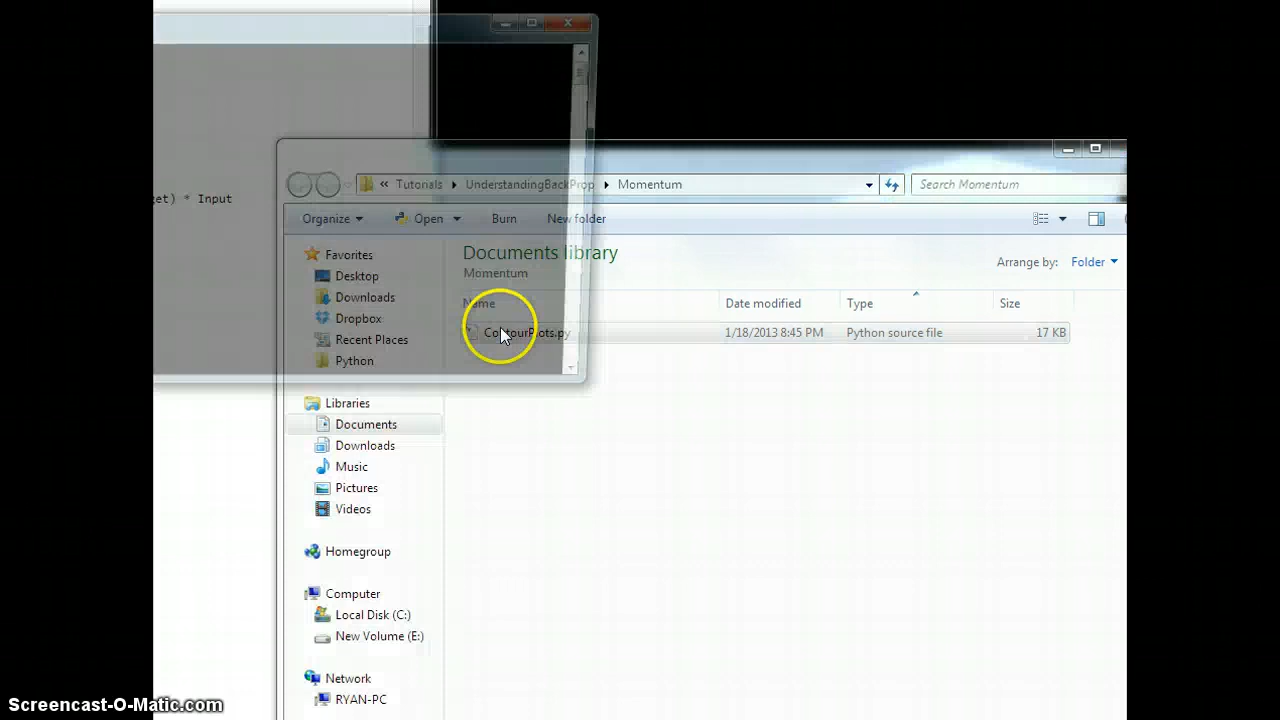 get) * Input
« Tutorials ▸ UnderstandingBackProp ▸ Momentum
Search Momentum
Organize Open Burn New folder
Favorites
Desktop
Downloads
Dropbox
Recent Places
Python
Libraries
Documents
Downloads
Music
Pictures
Videos
Homegroup
Computer
Local Disk (C:)
New Volume (E:)
Network
RYAN-PC
Documents library
Momentum
Arrange by: Folder
Name Date modified Type Size
ContourPlots.py 1/18/2013 8:45 PM Python source file 17 KB
Screencast-O-Matic.com